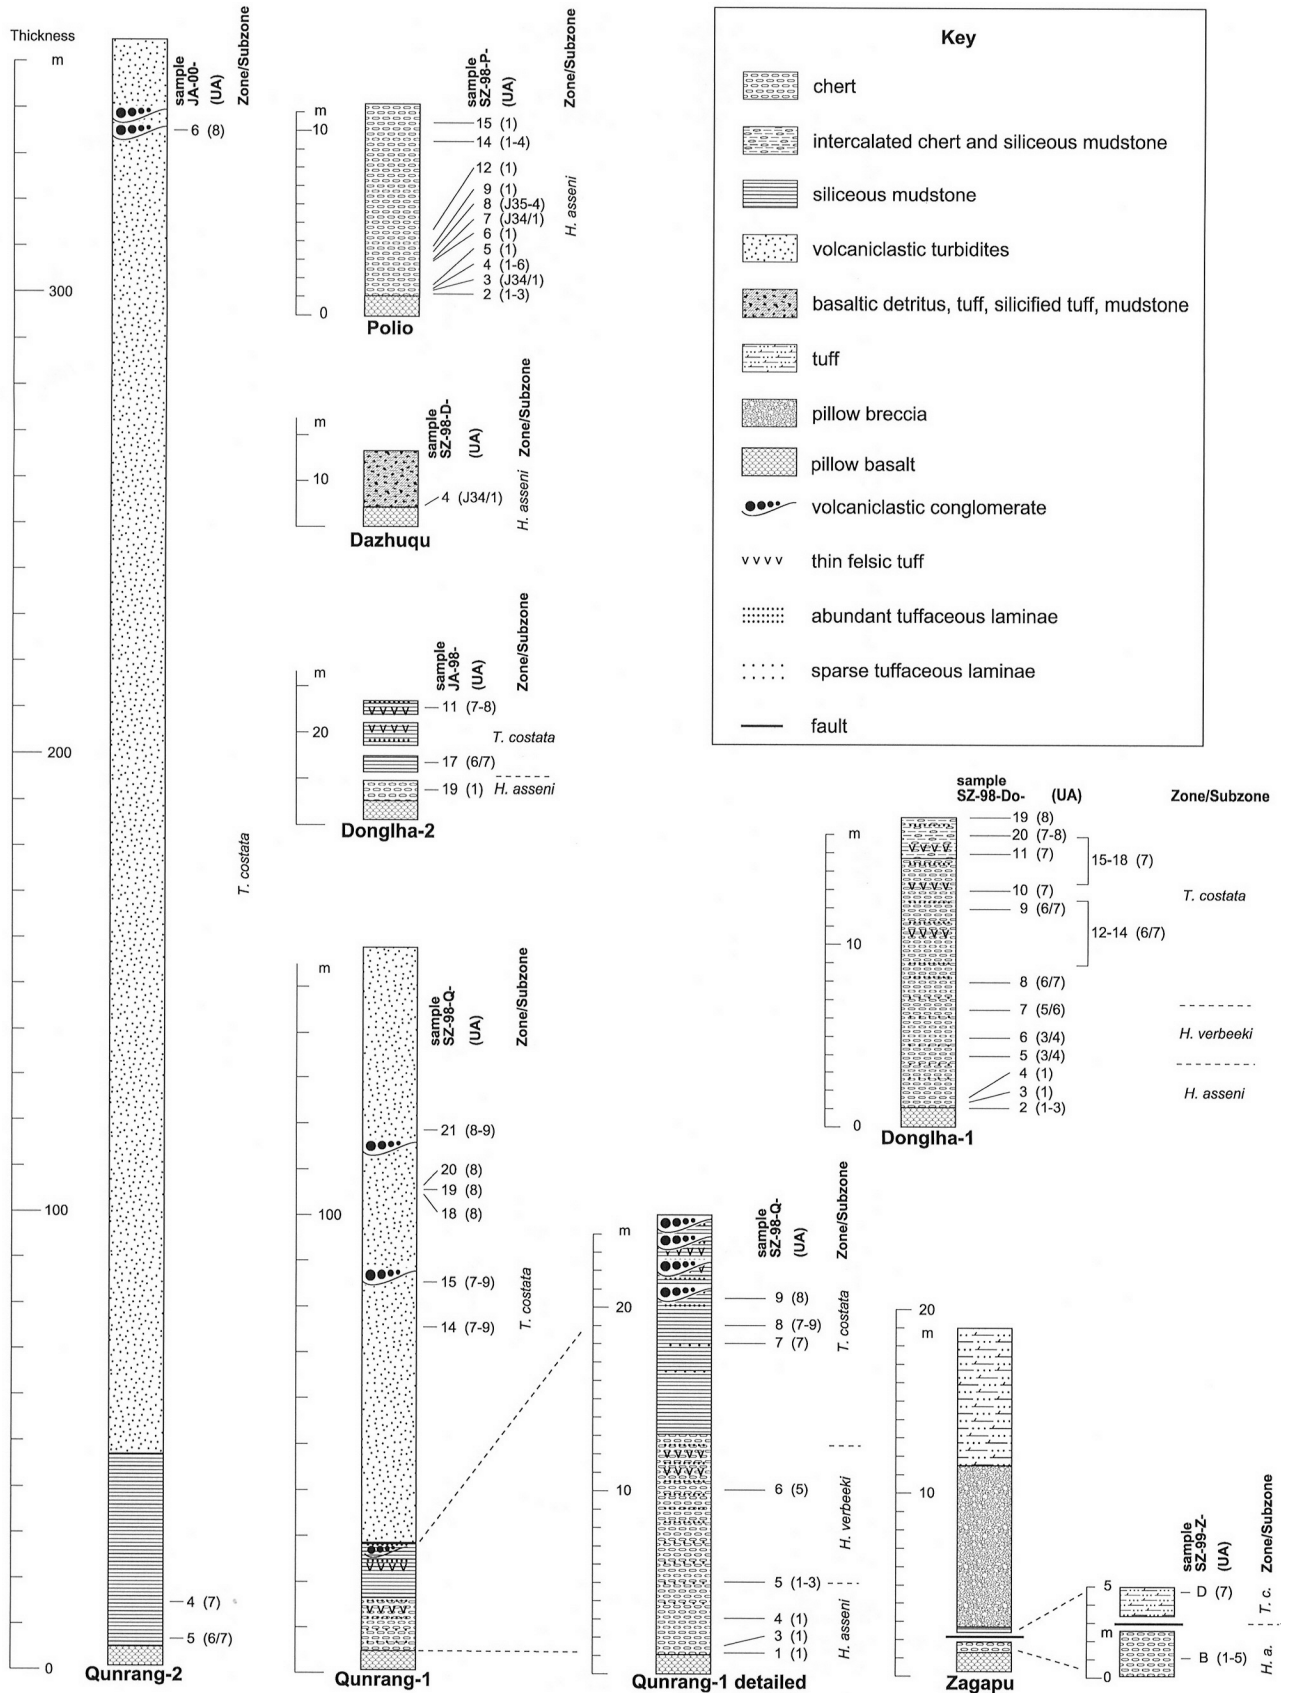 Thickness
m
300
200
100
0
sample
JA-00-
(UA)
Zone/Subzone
6 (8)
T. costata
4 (7)
5 (6/7)
Qunrang-2
m
10
0
sample
SZ-98-P-
(UA)
Zone/Subzone
15 (1)
14 (1-4)
12 (1)
9 (1)
8 (J35-4)
7 (J34/1)
6 (1)
5 (1)
4 (1-6)
3 (J34/1)
2 (1-3)
H. asseni
Polio
m
10
sample
SZ-98-D-
(UA)
Zone/Subzone
4 (J34/1)
H. asseni
Dazhuqu
m
20
sample
JA-98-
(UA)
Zone/Subzone
11 (7-8)
T. costata
17 (6/7)
19 (1) H. asseni
Donglha-2
m
100
sample
SZ-98-Q-
(UA)
Zone/Subzone
21 (8-9)
20 (8)
19 (8)
18 (8)
15 (7-9)
14 (7-9)
T. costata
Qunrang-1
Key
chert
intercalated chert and siliceous mudstone
siliceous mudstone
volcaniclastic turbidites
basaltic detritus, tuff, silicified tuff, mudstone
tuff
pillow breccia
pillow basalt
volcaniclastic conglomerate
thin felsic tuff
abundant tuffaceous laminae
sparse tuffaceous laminae
fault
sample
SZ-98-Do- (UA) Zone/Subzone
m
10
0
19 (8)
20 (7-8)
11 (7)
15-18 (7)
10 (7)
9 (6/7)
T. costata
12-14 (6/7)
8 (6/7)
7 (5/6)
6 (3/4)
H. verbeeki
5 (3/4)
4 (1)
3 (1)
H. asseni
2 (1-3)
Donglha-1
m
20
10
sample
SZ-98-Q-
(UA)
Zone/Subzone
9 (8)
8 (7-9)
7 (7)
T. costata
6 (5)
H. verbeeki
5 (1-3)
4 (1)
3 (1)
1 (1)
H. asseni
Qunrang-1 detailed
20
m
10
Zagapu
sample
SZ-99-Z-
(UA)
Zone/Subzone
5
m
0
D (7)
T. c.
B (1-5)
H. a.